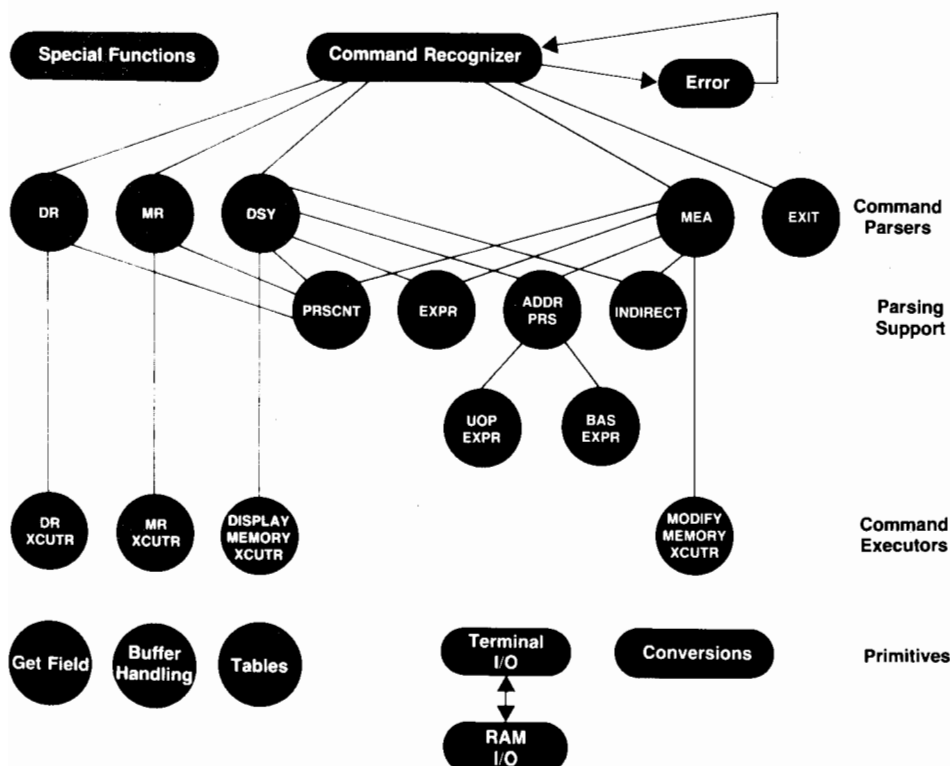 Special Functions
Command Recognizer
Error
DR
MR
DSY
MEA
EXIT
Command
Parsers
PRSCNT
EXPR
ADDR
PRS
INDIRECT
Parsing
Support
UOP
EXPR
BAS
EXPR
DR
XCUTR
MR
XCUTR
DISPLAY
MEMORY
XCUTR
MODIFY
MEMORY
XCUTR
Command
Executors
Get Field
Buffer
Handling
Tables
Terminal
I/O
Conversions
Primitives
RAM
I/O